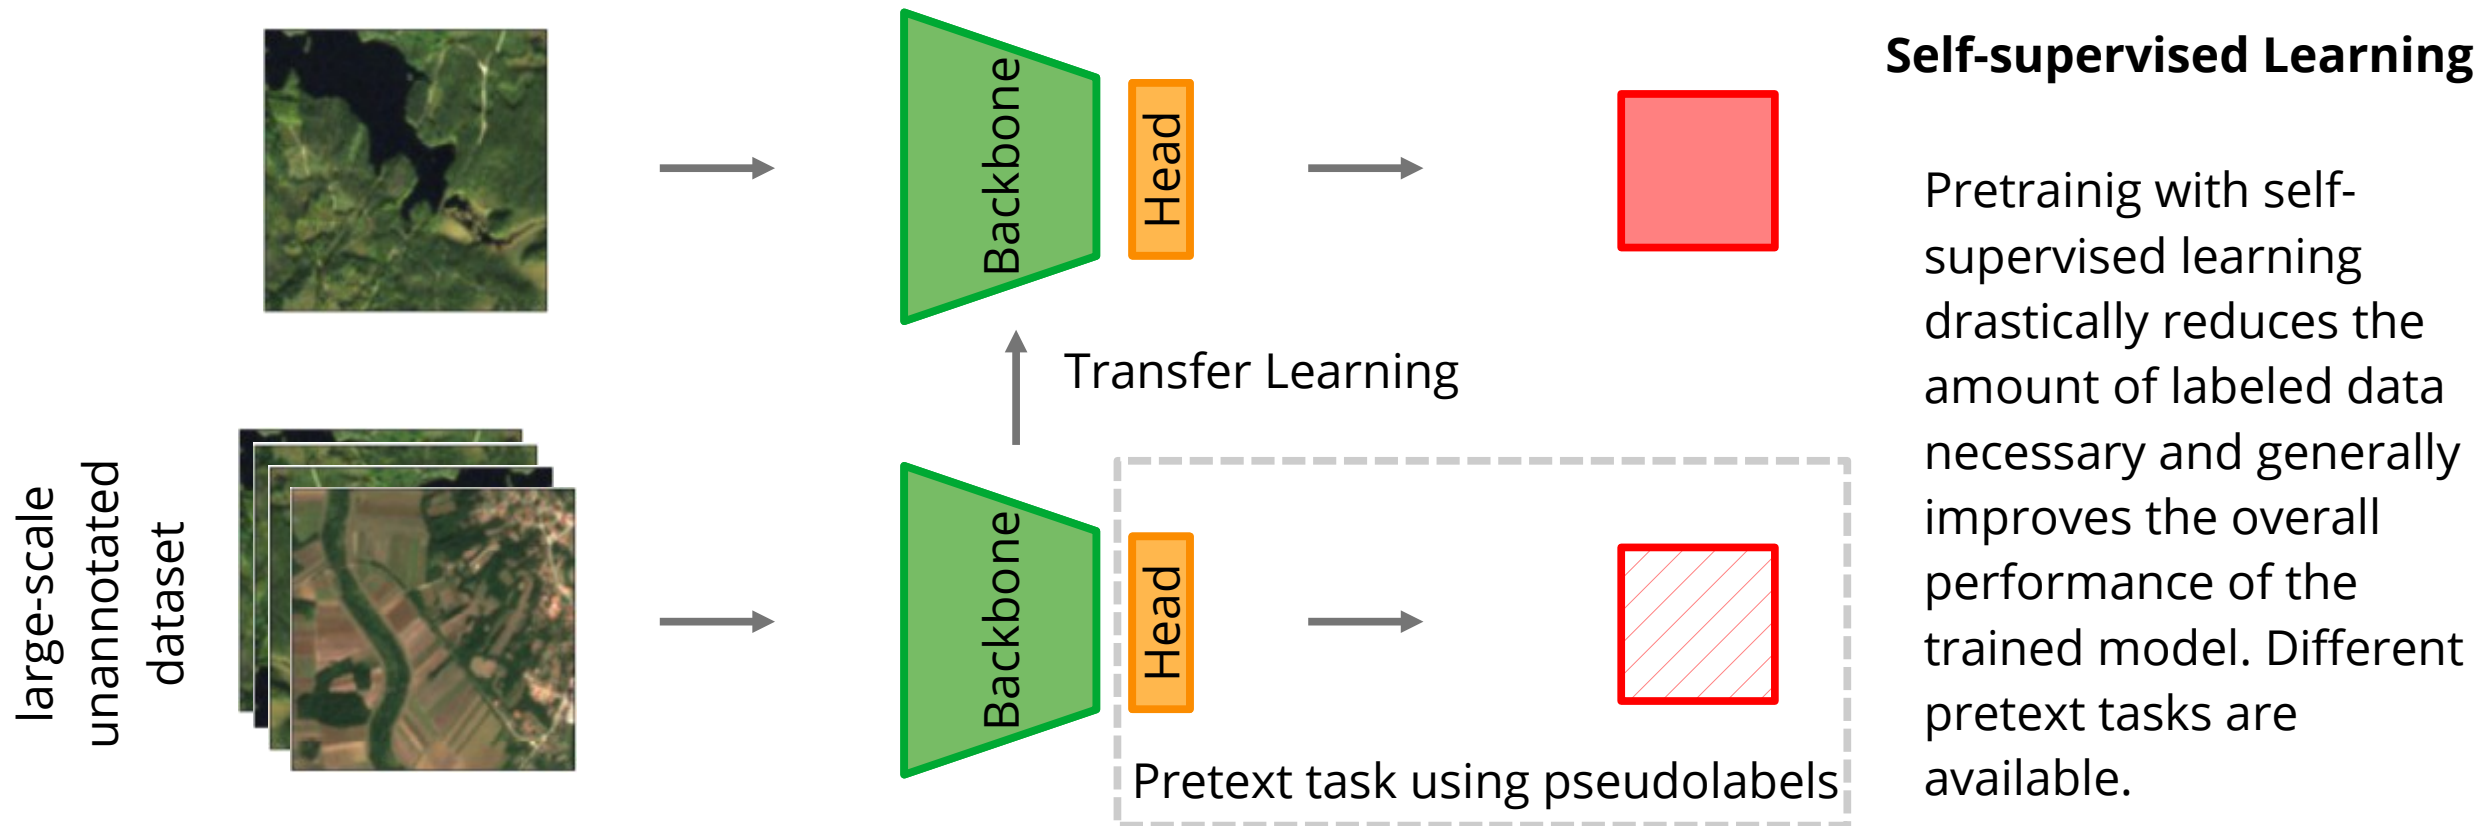 Self-supervised Learning
Backbone
Head
Transfer Learning
large-scale
unannotated
dataset
Backbone
Head
Pretext task using pseudolabels
Pretrainig with self-
supervised learning
drastically reduces the
amount of labeled data
necessary and generally
improves the overall
performance of the
trained model. Different
pretext tasks are
available.